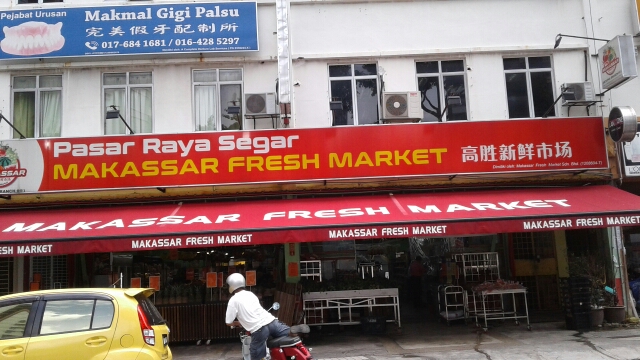 Pejabat Urusan
Makmal Gigi Palsu
完美假牙配制所
017-684 1681 / 016-428 5297
Pasar Raya Segar
MAKASSAR FRESH MARKET
高胜新鲜市场
MAKASSAR FRESH MARKET
FRESH MARKET
MAKASSAR FRESH MARKET
MAKASSAR FRESH MARKET
MAKASSAR FRESH MARKET